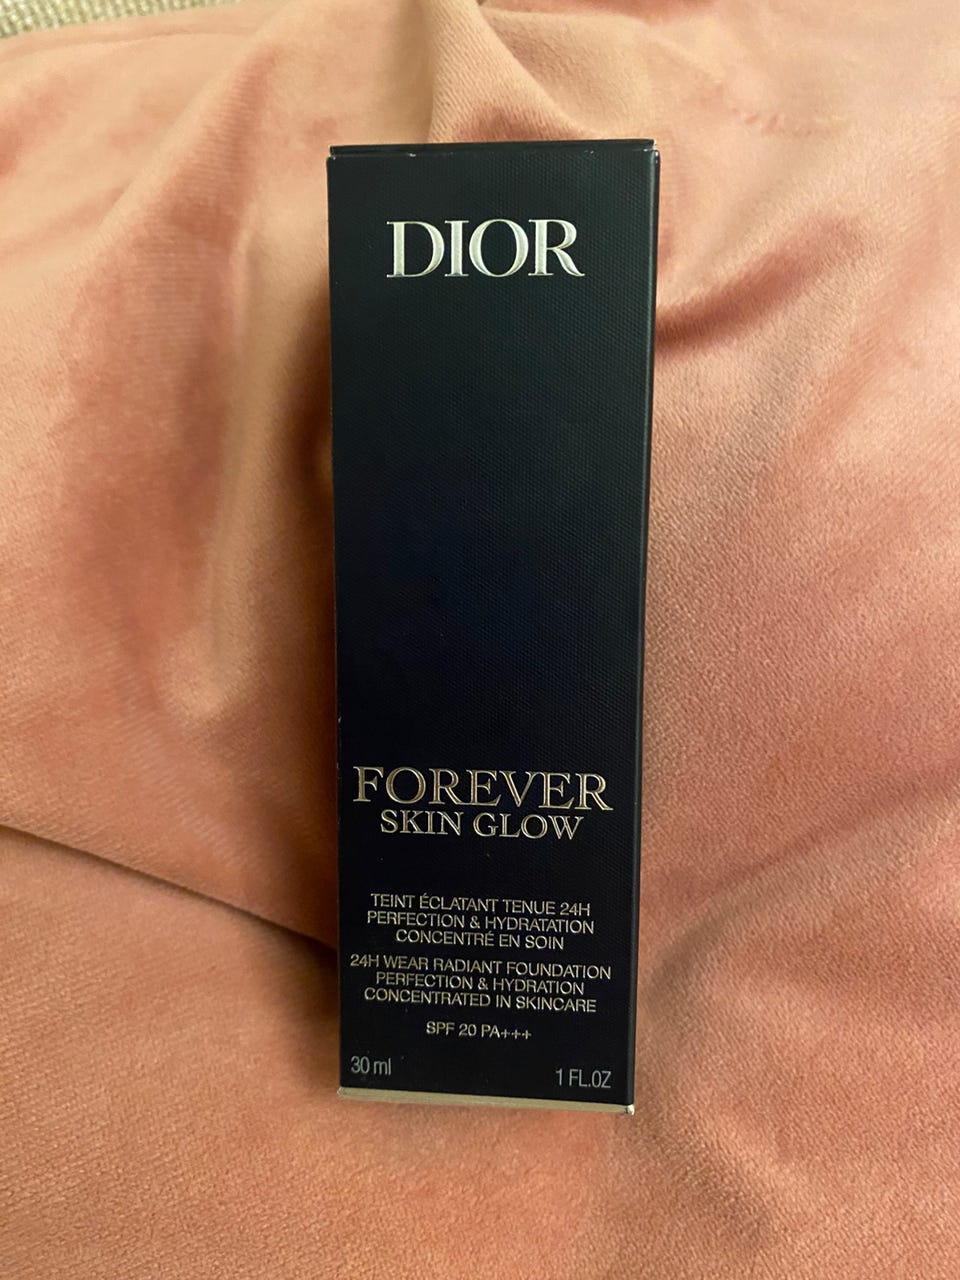 DIOR
FOREVER
SKIN GLOW
TEINT ÉCLATANT TENUE 24H
PERFECTION & HYDRATATION
CONCENTRÉ EN SOIN
24H WEAR RADIANT FOUNDATION
PERFECTION & HYDRATION
CONCENTRATED IN SKINCARE
SPF 20 PA+++
30 ml 1 FL.OZ